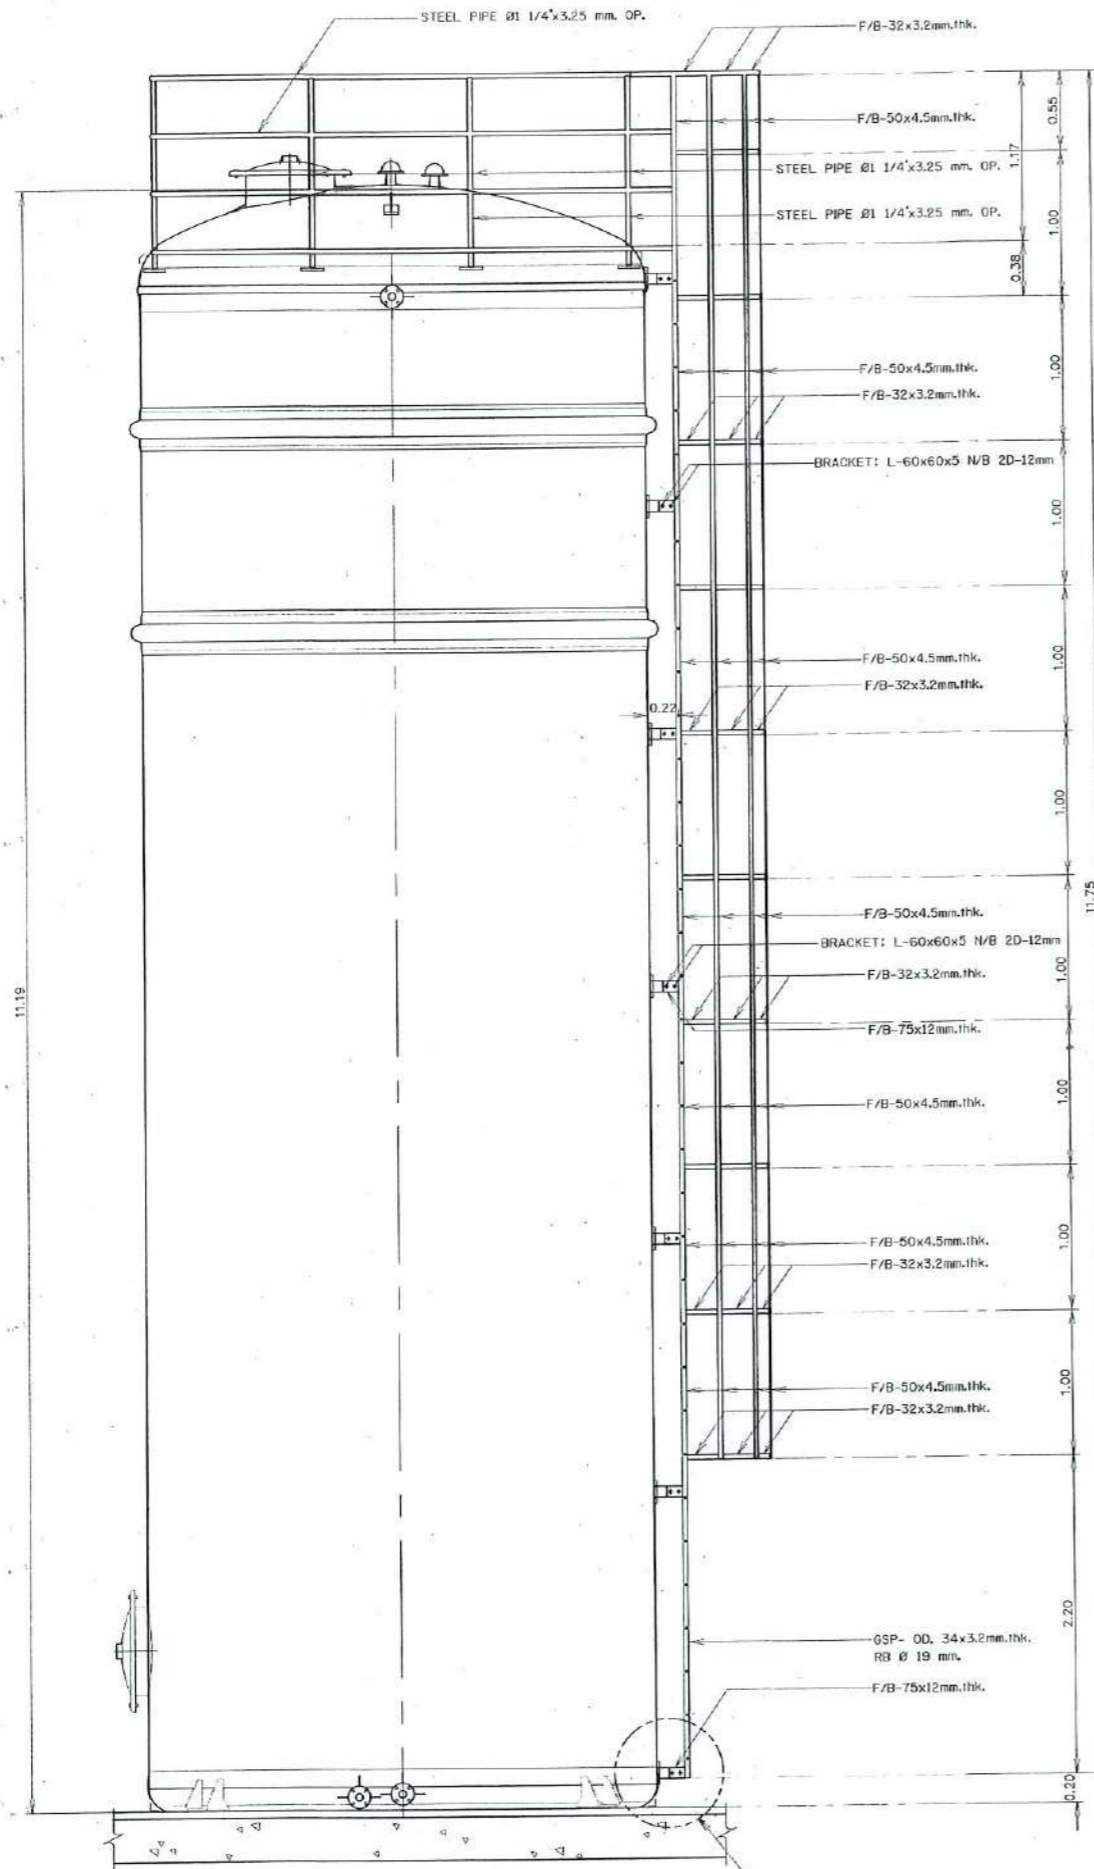 STEEL PIPE Ø1 1/4"x3.25 mm. OP.
F/B-32x3.2mm.thk.
F/B-50x4.5mm.thk.
0.55
1.17
STEEL PIPE Ø1 1/4"x3.25 mm. OP.
STEEL PIPE Ø1 1/4"x3.25 mm. OP.
1.00
0.38
F/B-50x4.5mm.thk.
1.00
F/B-32x3.2mm.thk.
BRACKET: L-60x60x5 N/B 2D-12mm
1.00
F/B-50x4.5mm.thk.
1.00
F/B-32x3.2mm.thk.
0.22
1.00
11.75
F/B-50x4.5mm.thk.
BRACKET: L-60x60x5 N/B 2D-12mm
F/B-32x3.2mm.thk.
1.00
11.19
F/B-75x12mm.thk.
F/B-50x4.5mm.thk.
1.00
F/B-50x4.5mm.thk.
1.00
F/B-32x3.2mm.thk.
F/B-50x4.5mm.thk.
1.00
F/B-32x3.2mm.thk.
2.20
GSP- OD. 34x3.2mm.thk.
RB Ø 19 mm.
F/B-75x12mm.thk.
0.20